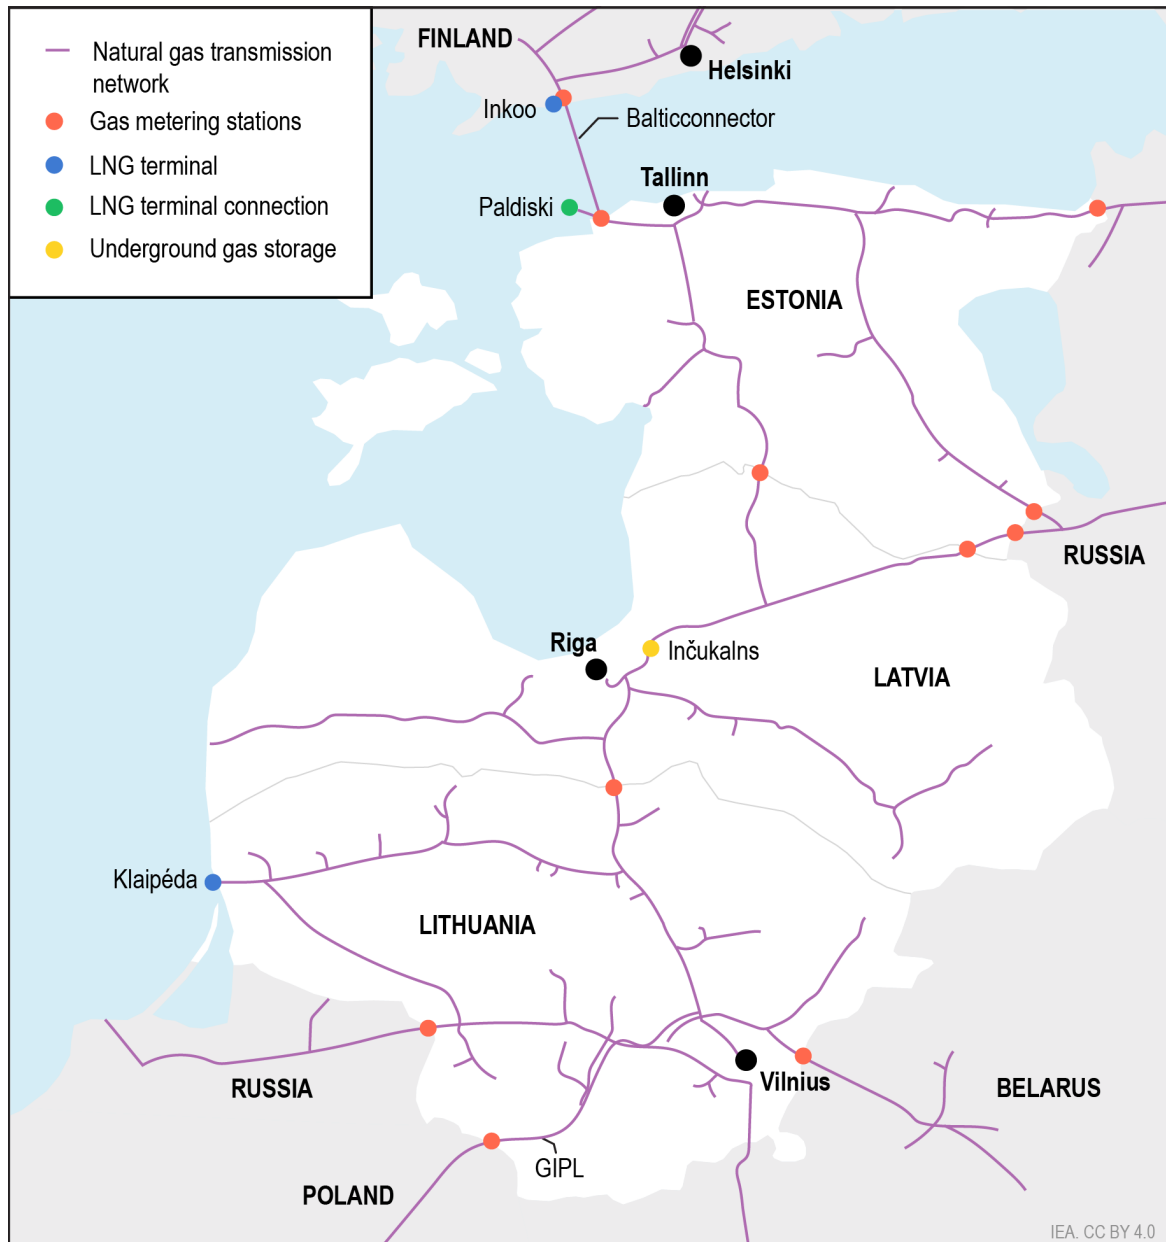 Natural gas transmission
network
Gas metering stations
LNG terminal
LNG terminal connection
Underground gas storage
FINLAND
Helsinki
Inkoo
Balticconnector
Tallinn
Paldiski
ESTONIA
RUSSIA
Riga
Inčukalns
LATVIA
Klaipéda
LITHUANIA
RUSSIA
Vilnius
BELARUS
GIPL
POLAND
IEA. CC BY 4.0